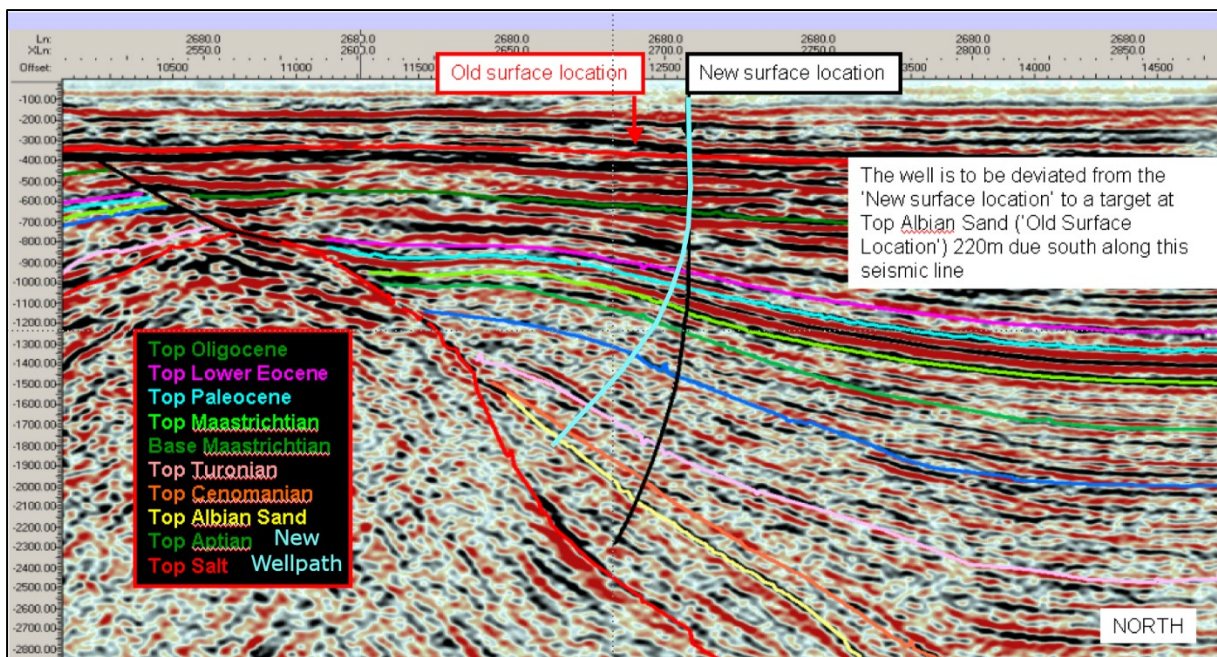 Ln: 2680.0 2680.0 2680.0 2680.0 2680.0 2680.0 2680.0
XLn: 2550.0 2600.0 2650.0 2700.0 2750.0 2800.0 2850.0
Offset: 10500 11000 11500 12500 13500 14000 14500
Old surface location
New surface location
-100.00
-200.00
-300.00
-400.00
-500.00
-600.00
-700.00
-800.00
-900.00
-1000.00
-1100.00
-1200.00
-1300.00
-1400.00
-1500.00
-1600.00
-1700.00
-1800.00
-1900.00
-2000.00
-2100.00
-2200.00
-2300.00
-2400.00
-2500.00
-2600.00
-2700.00
-2800.00
The well is to be deviated from the
'New surface location' to a target at
Top Albian Sand ('Old Surface
Location') 220m due south along this
seismic line
Top Oligocene
Top Lower Eocene
Top Paleocene
Top Maastrichtian
Base Maastrichtian
Top Turonian
Top Cenomanian
Top Albian Sand
Top Aptian New
Top Salt Wellpath
NORTH